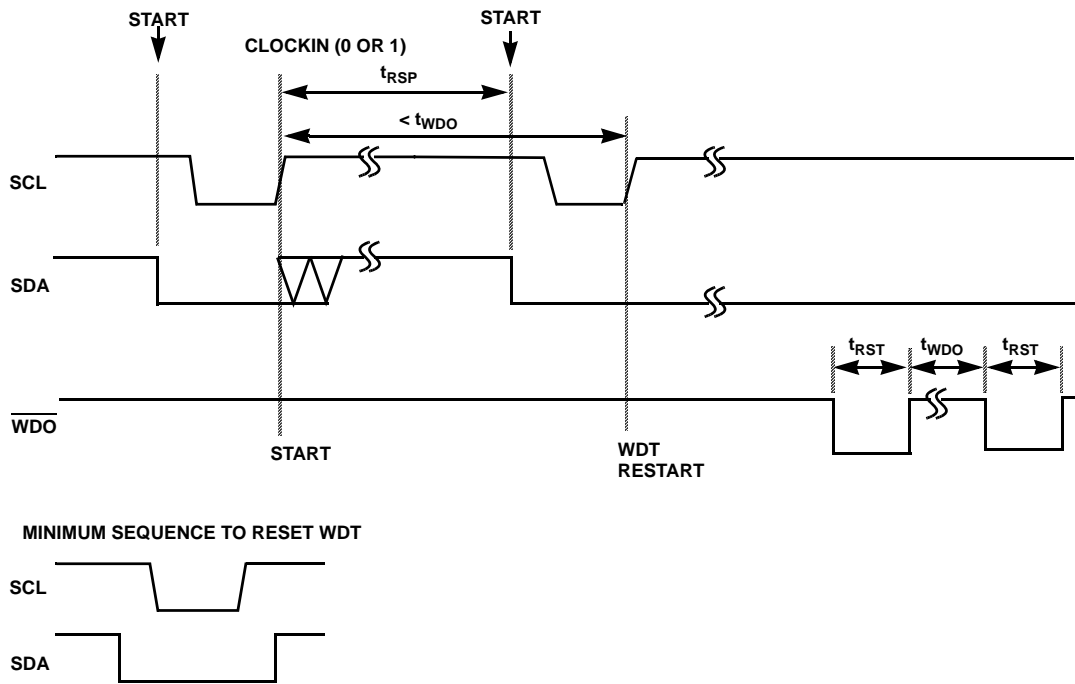 START
START
CLOCKIN (0 OR 1)
tRSP
< tWDO
SCL
SDA
tRST
tWDO
tRST
WDO
START
WDT
RESTART
MINIMUM SEQUENCE TO RESET WDT
SCL
SDA